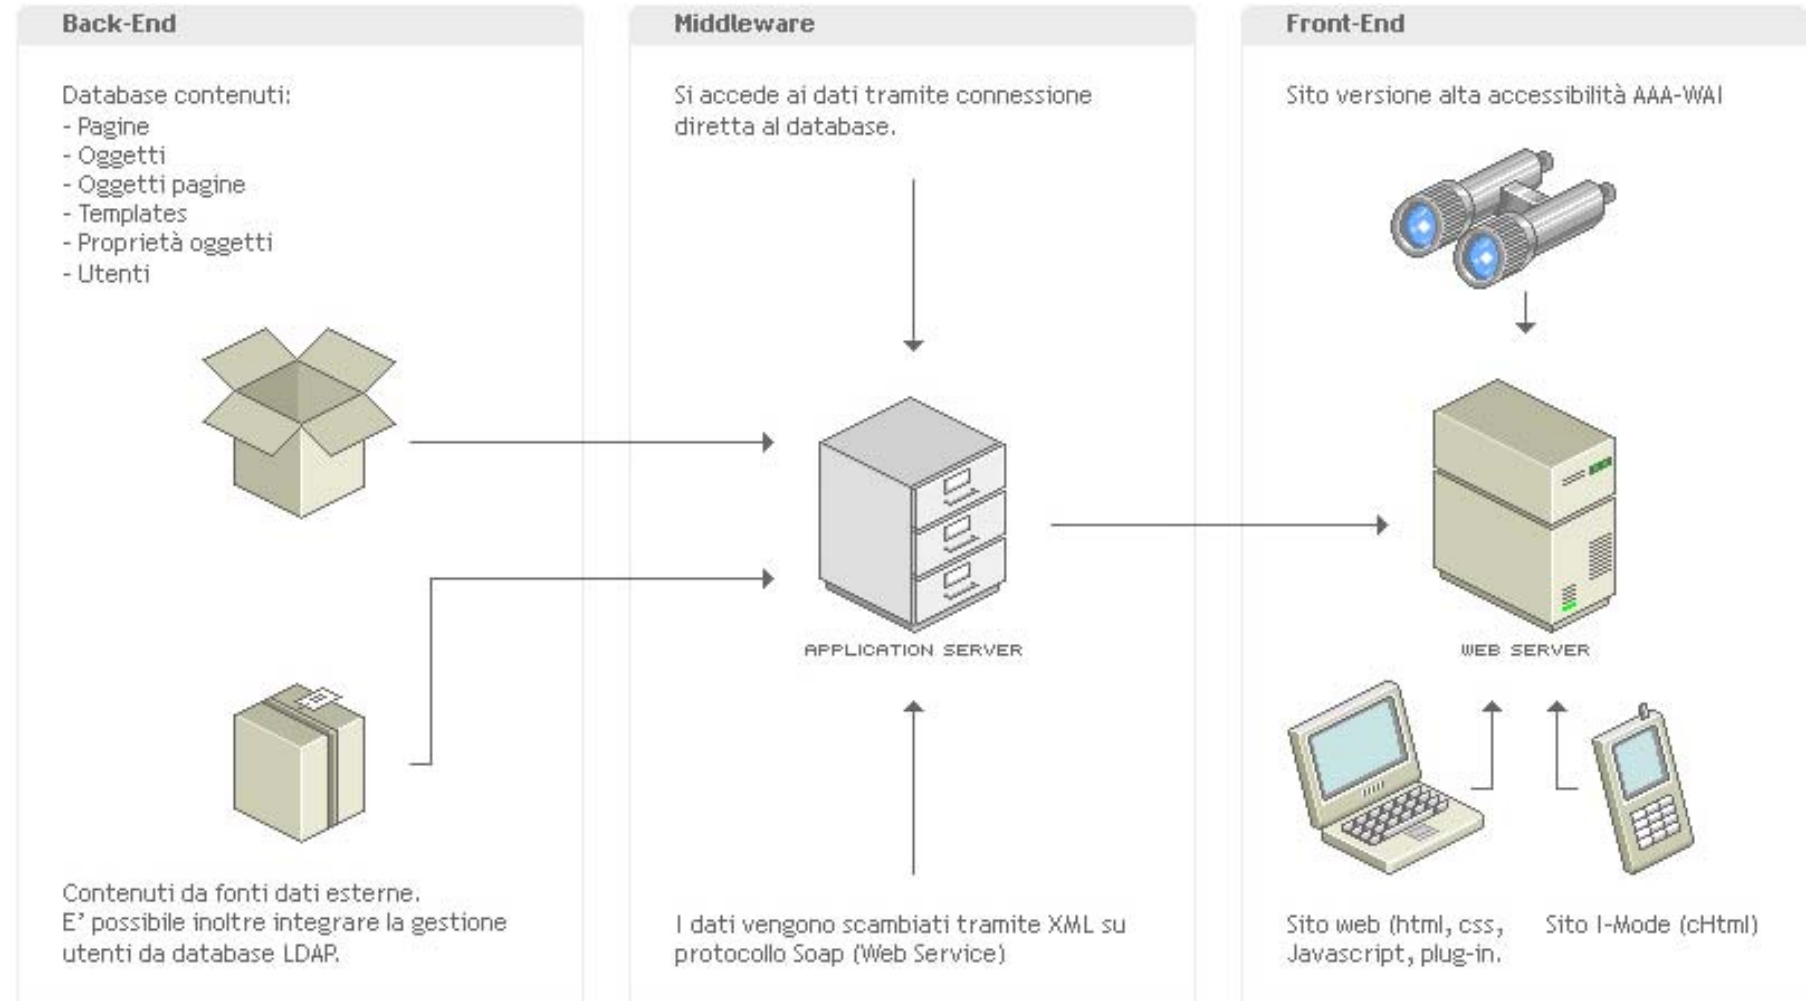 Back-End
Database contenuti:
- Pagine
- Oggetti
- Oggetti pagine
- Templates
- Proprietà oggetti
- Utenti
Contenuti da fonti dati esterne.
E' possibile inoltre integrare la gestione
utenti da database LDAP.
Middleware
Si accede ai dati tramite connessione
diretta al database.
APPLICATION SERVER
I dati vengono scambiati tramite XML su
protocollo Soap (Web Service)
Front-End
Sito versione alta accessibilità AAA-WAI
WEB SERVER
Sito web (html, css,
Javascript, plug-in.
Sito I-Mode (cHtml)